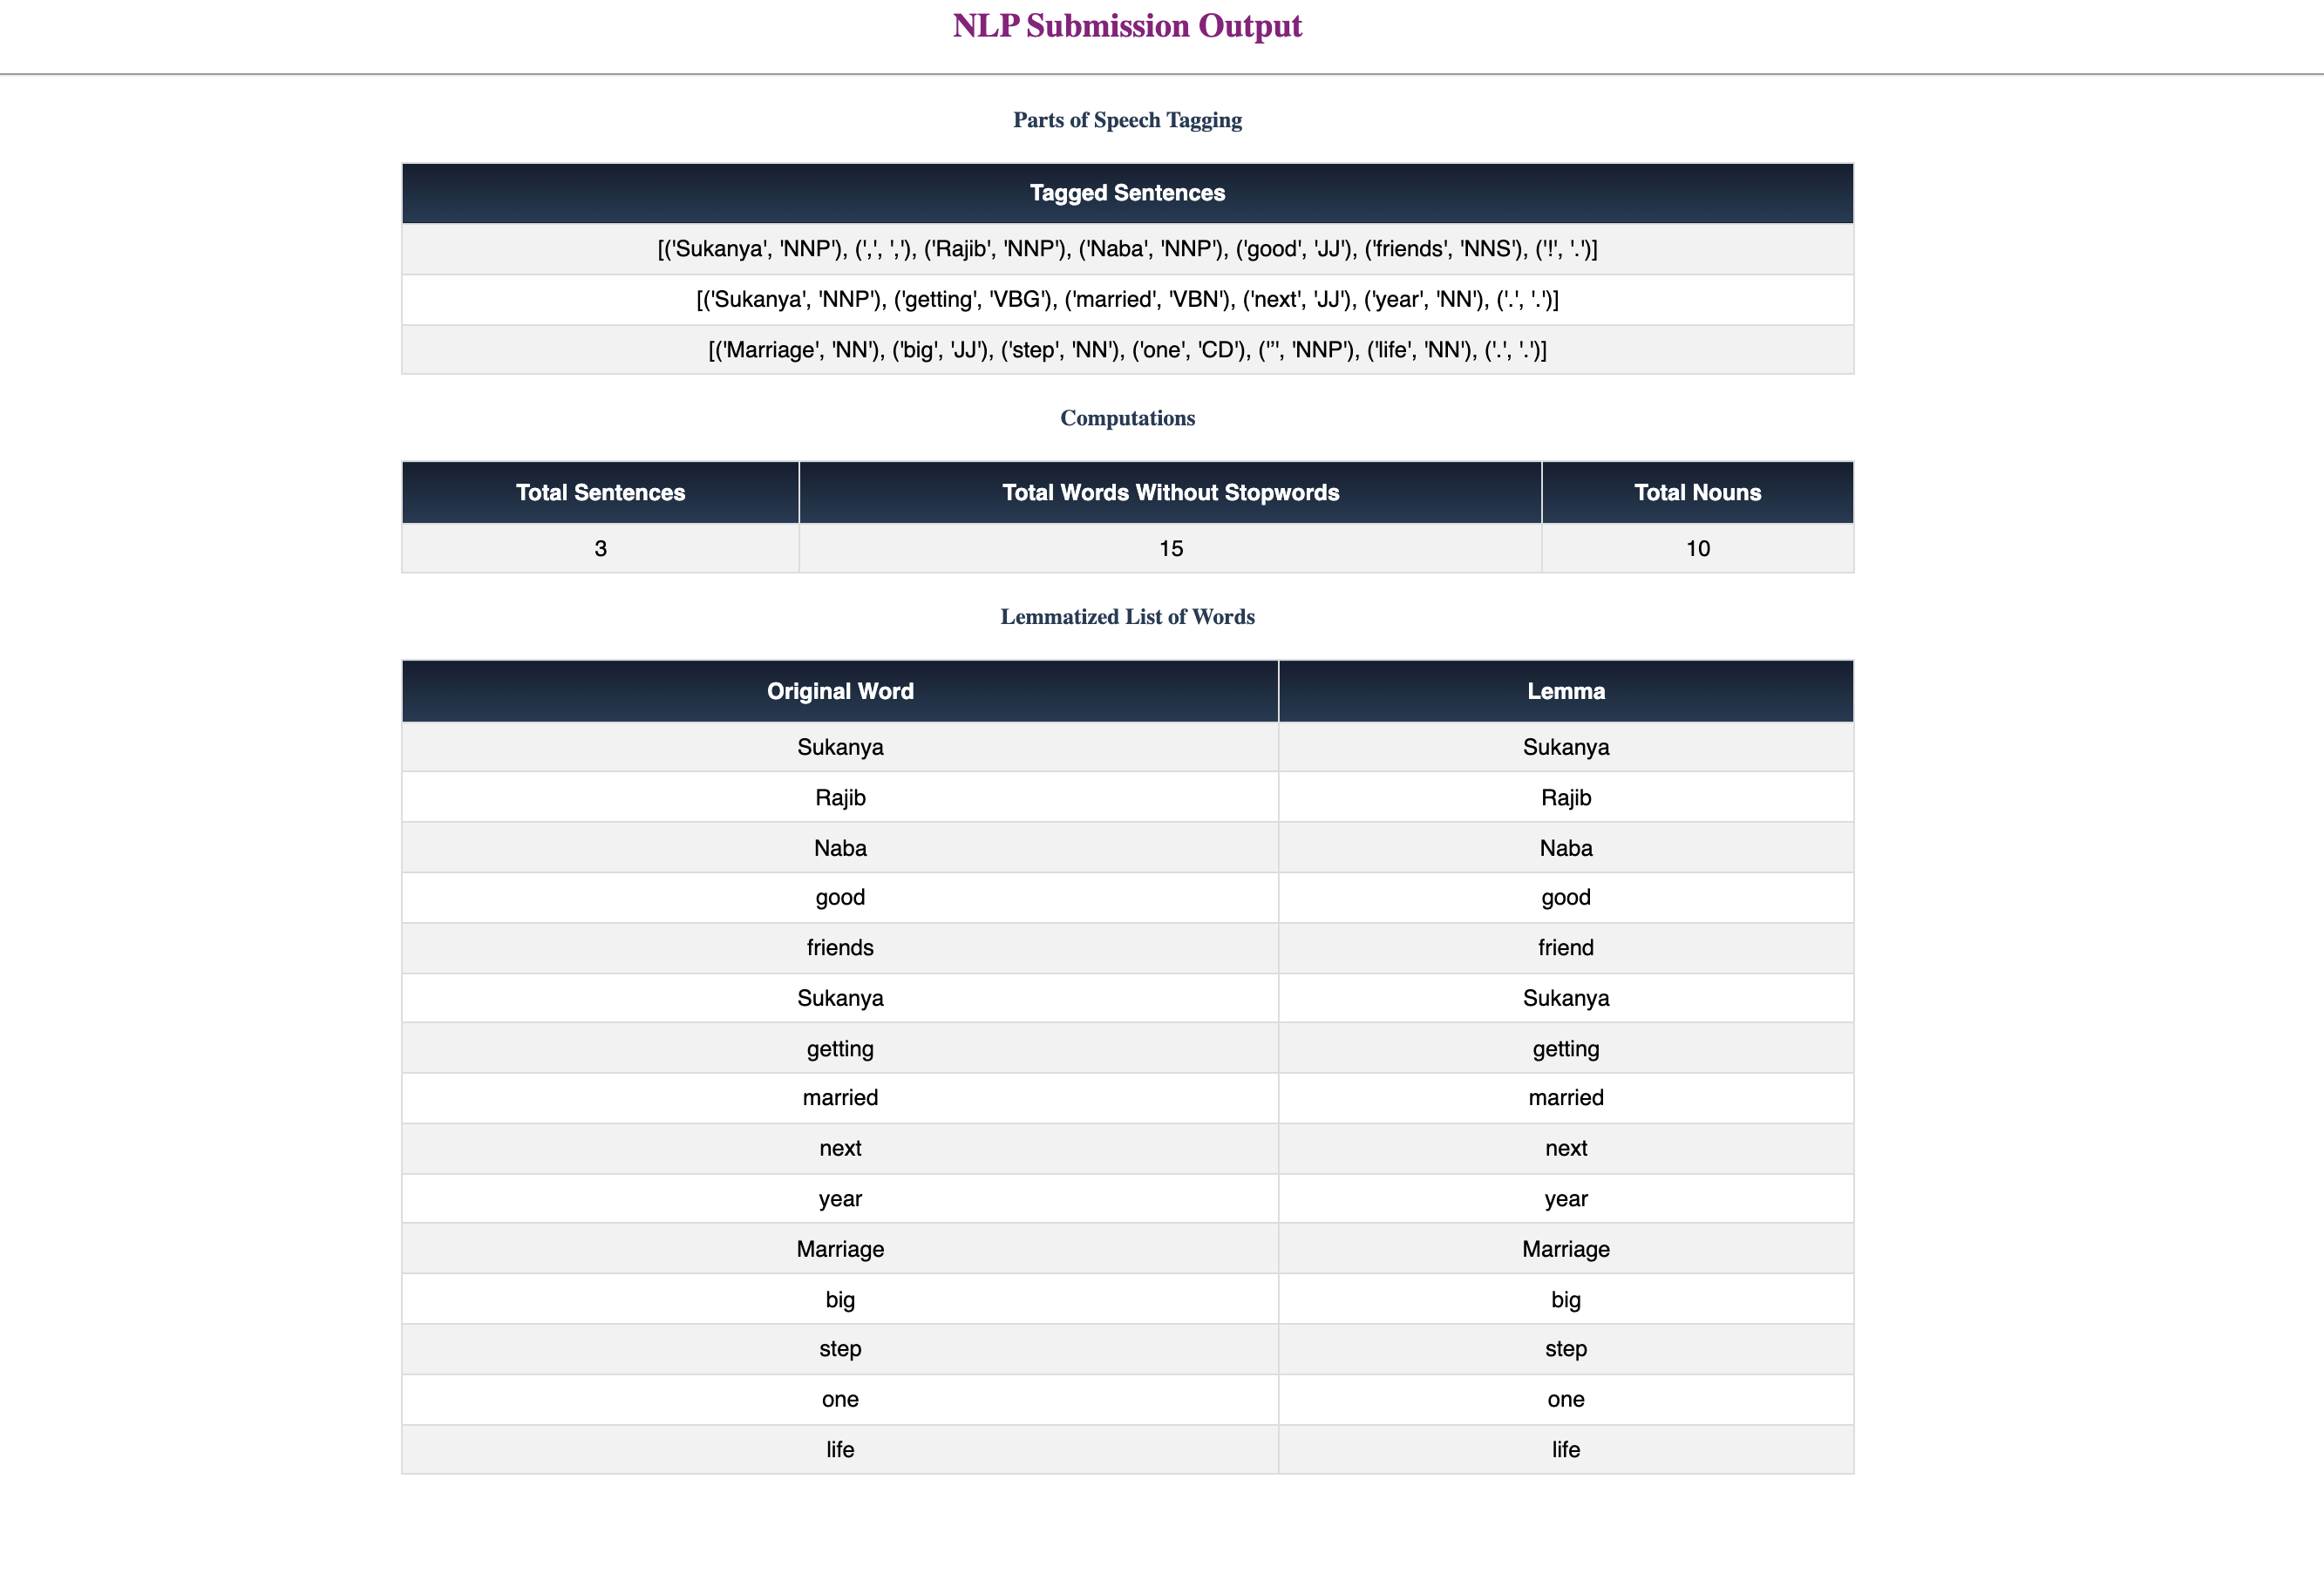 NLP Submission Output
Parts of Speech Tagging
Tagged Sentences
[('Sukanya', 'NNP'), (',', ','), ('Rajib', 'NNP'), ('Naba', 'NNP'), ('good', 'JJ'), ('friends', 'NNS'), ('!', '.')]
[('Sukanya', 'NNP'), ('getting', 'VBG'), ('married', 'VBN'), ('next', 'JJ'), ('year', 'NN'), ('.', '.')]
[('Marriage', 'NN'), ('big', 'JJ'), ('step', 'NN'), ('one', 'CD'), ('’', 'NNP'), ('life', 'NN'), ('.', '.')]
Computations
Total Sentences Total Words Without Stopwords Total Nouns
3 15 10
Lemmatized List of Words
Original Word Lemma
Sukanya Sukanya
Rajib Rajib
Naba Naba
good good
friends friend
Sukanya Sukanya
getting getting
married married
next next
year year
Marriage Marriage
big big
step step
one one
life life